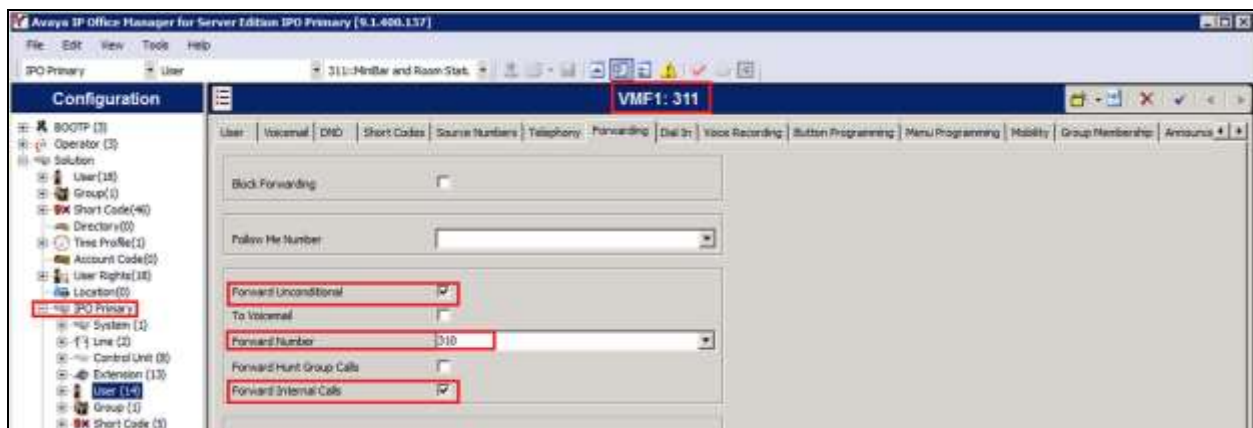 Avaya IP Office Manager for Server Edition IPO Primary [9.1.400.137]
File Edit View Tools Help
IPO Primary User 311::MiniBar and Room Stat.
Configuration
VMF1: 311
BOOTP (3)
Operator (3)
Solution
User(18)
Group(1)
Short Code(46)
Directory(0)
Time Profile(1)
Account Code(0)
User Rights(18)
Location(0)
IPO Primary
System (1)
Line (2)
Control Unit (8)
Extension (13)
User (14)
Group (1)
Short Code (5)
User Voicemail DND Short Codes Source Numbers Telephony Forwarding Dial In Voice Recording Button Programming Menu Programming Mobility Group Membership Announce
Block Forwarding
Follow Me Number
Forward Unconditional
To Voicemail
Forward Number 310
Forward Hunt Group Calls
Forward Internal Calls